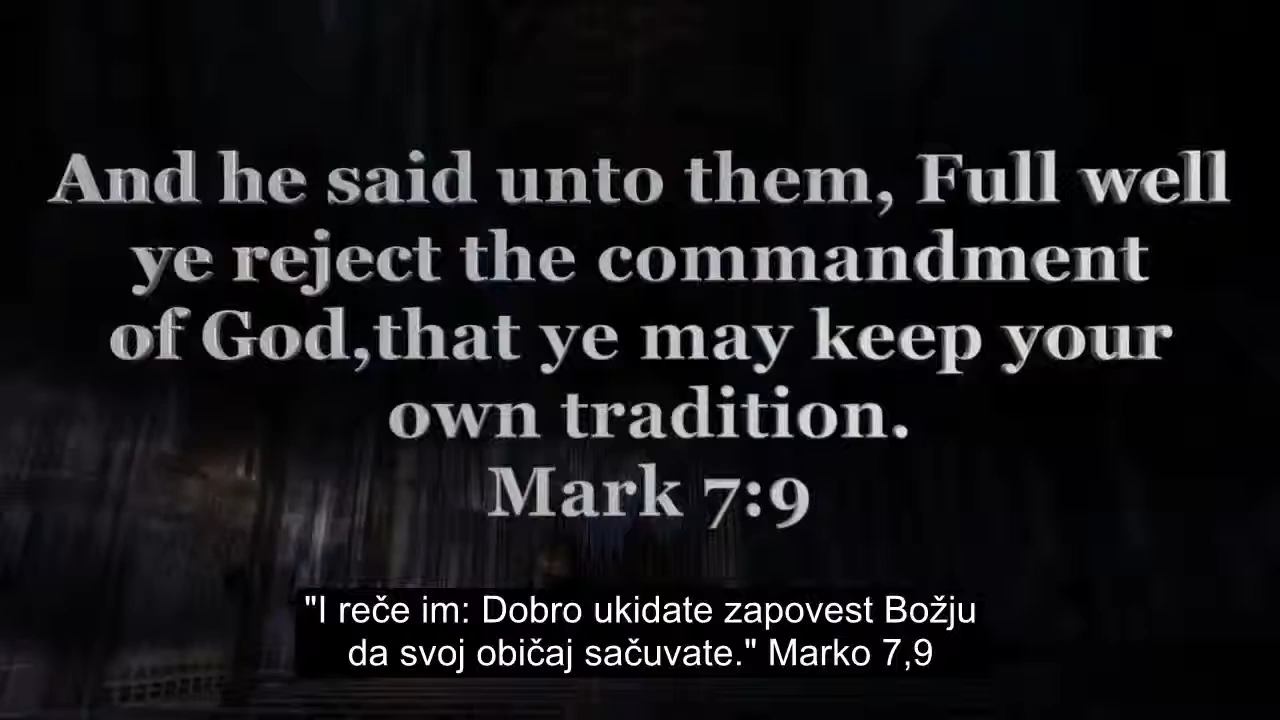 And he said unto them, Full well
ye reject the commandment
of God,that ye may keep your
own tradition.
Mark 7:9
"I reče im: Dobro ukidate zapovest Božju
da svoj običaj sačuvate." Marko 7,9